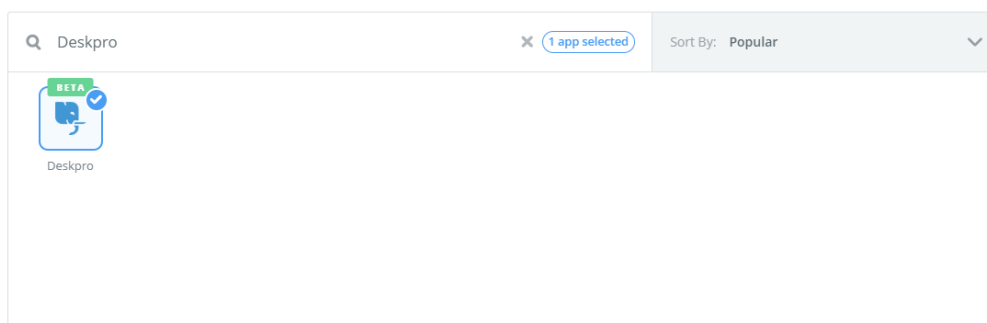 Deskpro
1 app selected
Sort By: Popular
BETA
Deskpro